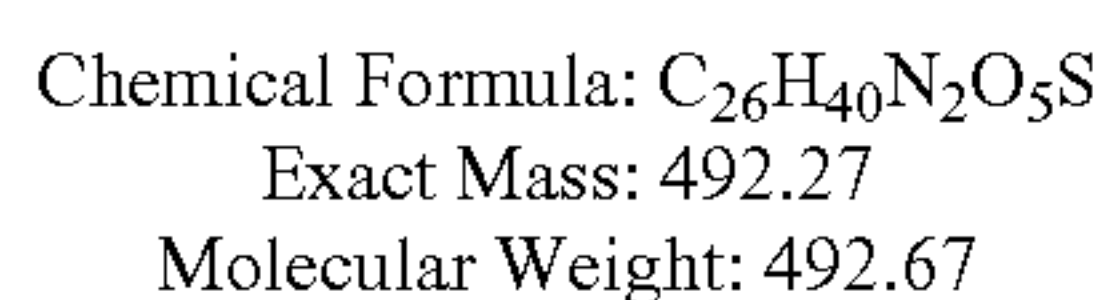 Chemical Formula: C₂₆H₄₀N₂O₅S
Exact Mass: 492.27
Molecular Weight: 492.67